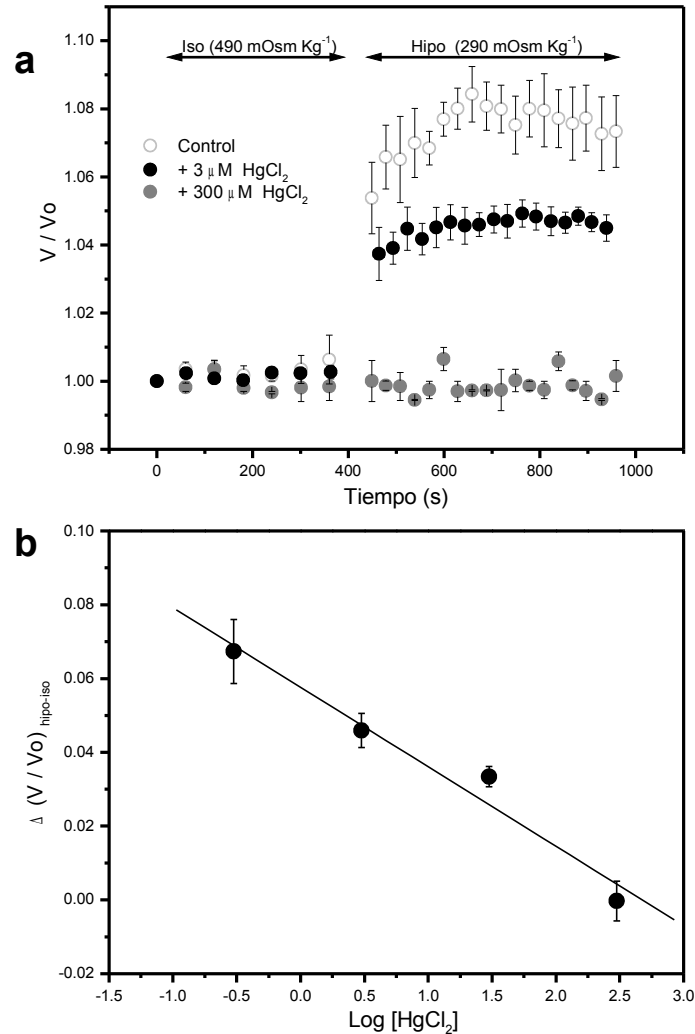 a
Iso (490 mOsm Kg⁻¹)
Hipo (290 mOsm Kg⁻¹)
1.10
1.08
1.06
1.04
1.02
1.00
0.98
V / Vo
Control
+ 3 μM HgCl₂
+ 300 μM HgCl₂
0 200 400 600 800 1000
Tiempo (s)
b
0.10
0.08
0.06
0.04
0.02
0.00
-0.02
Δ (V / Vo) hipo-iso
-1.5 -1.0 -0.5 0.0 0.5 1.0 1.5 2.0 2.5 3.0
Log [HgCl₂]